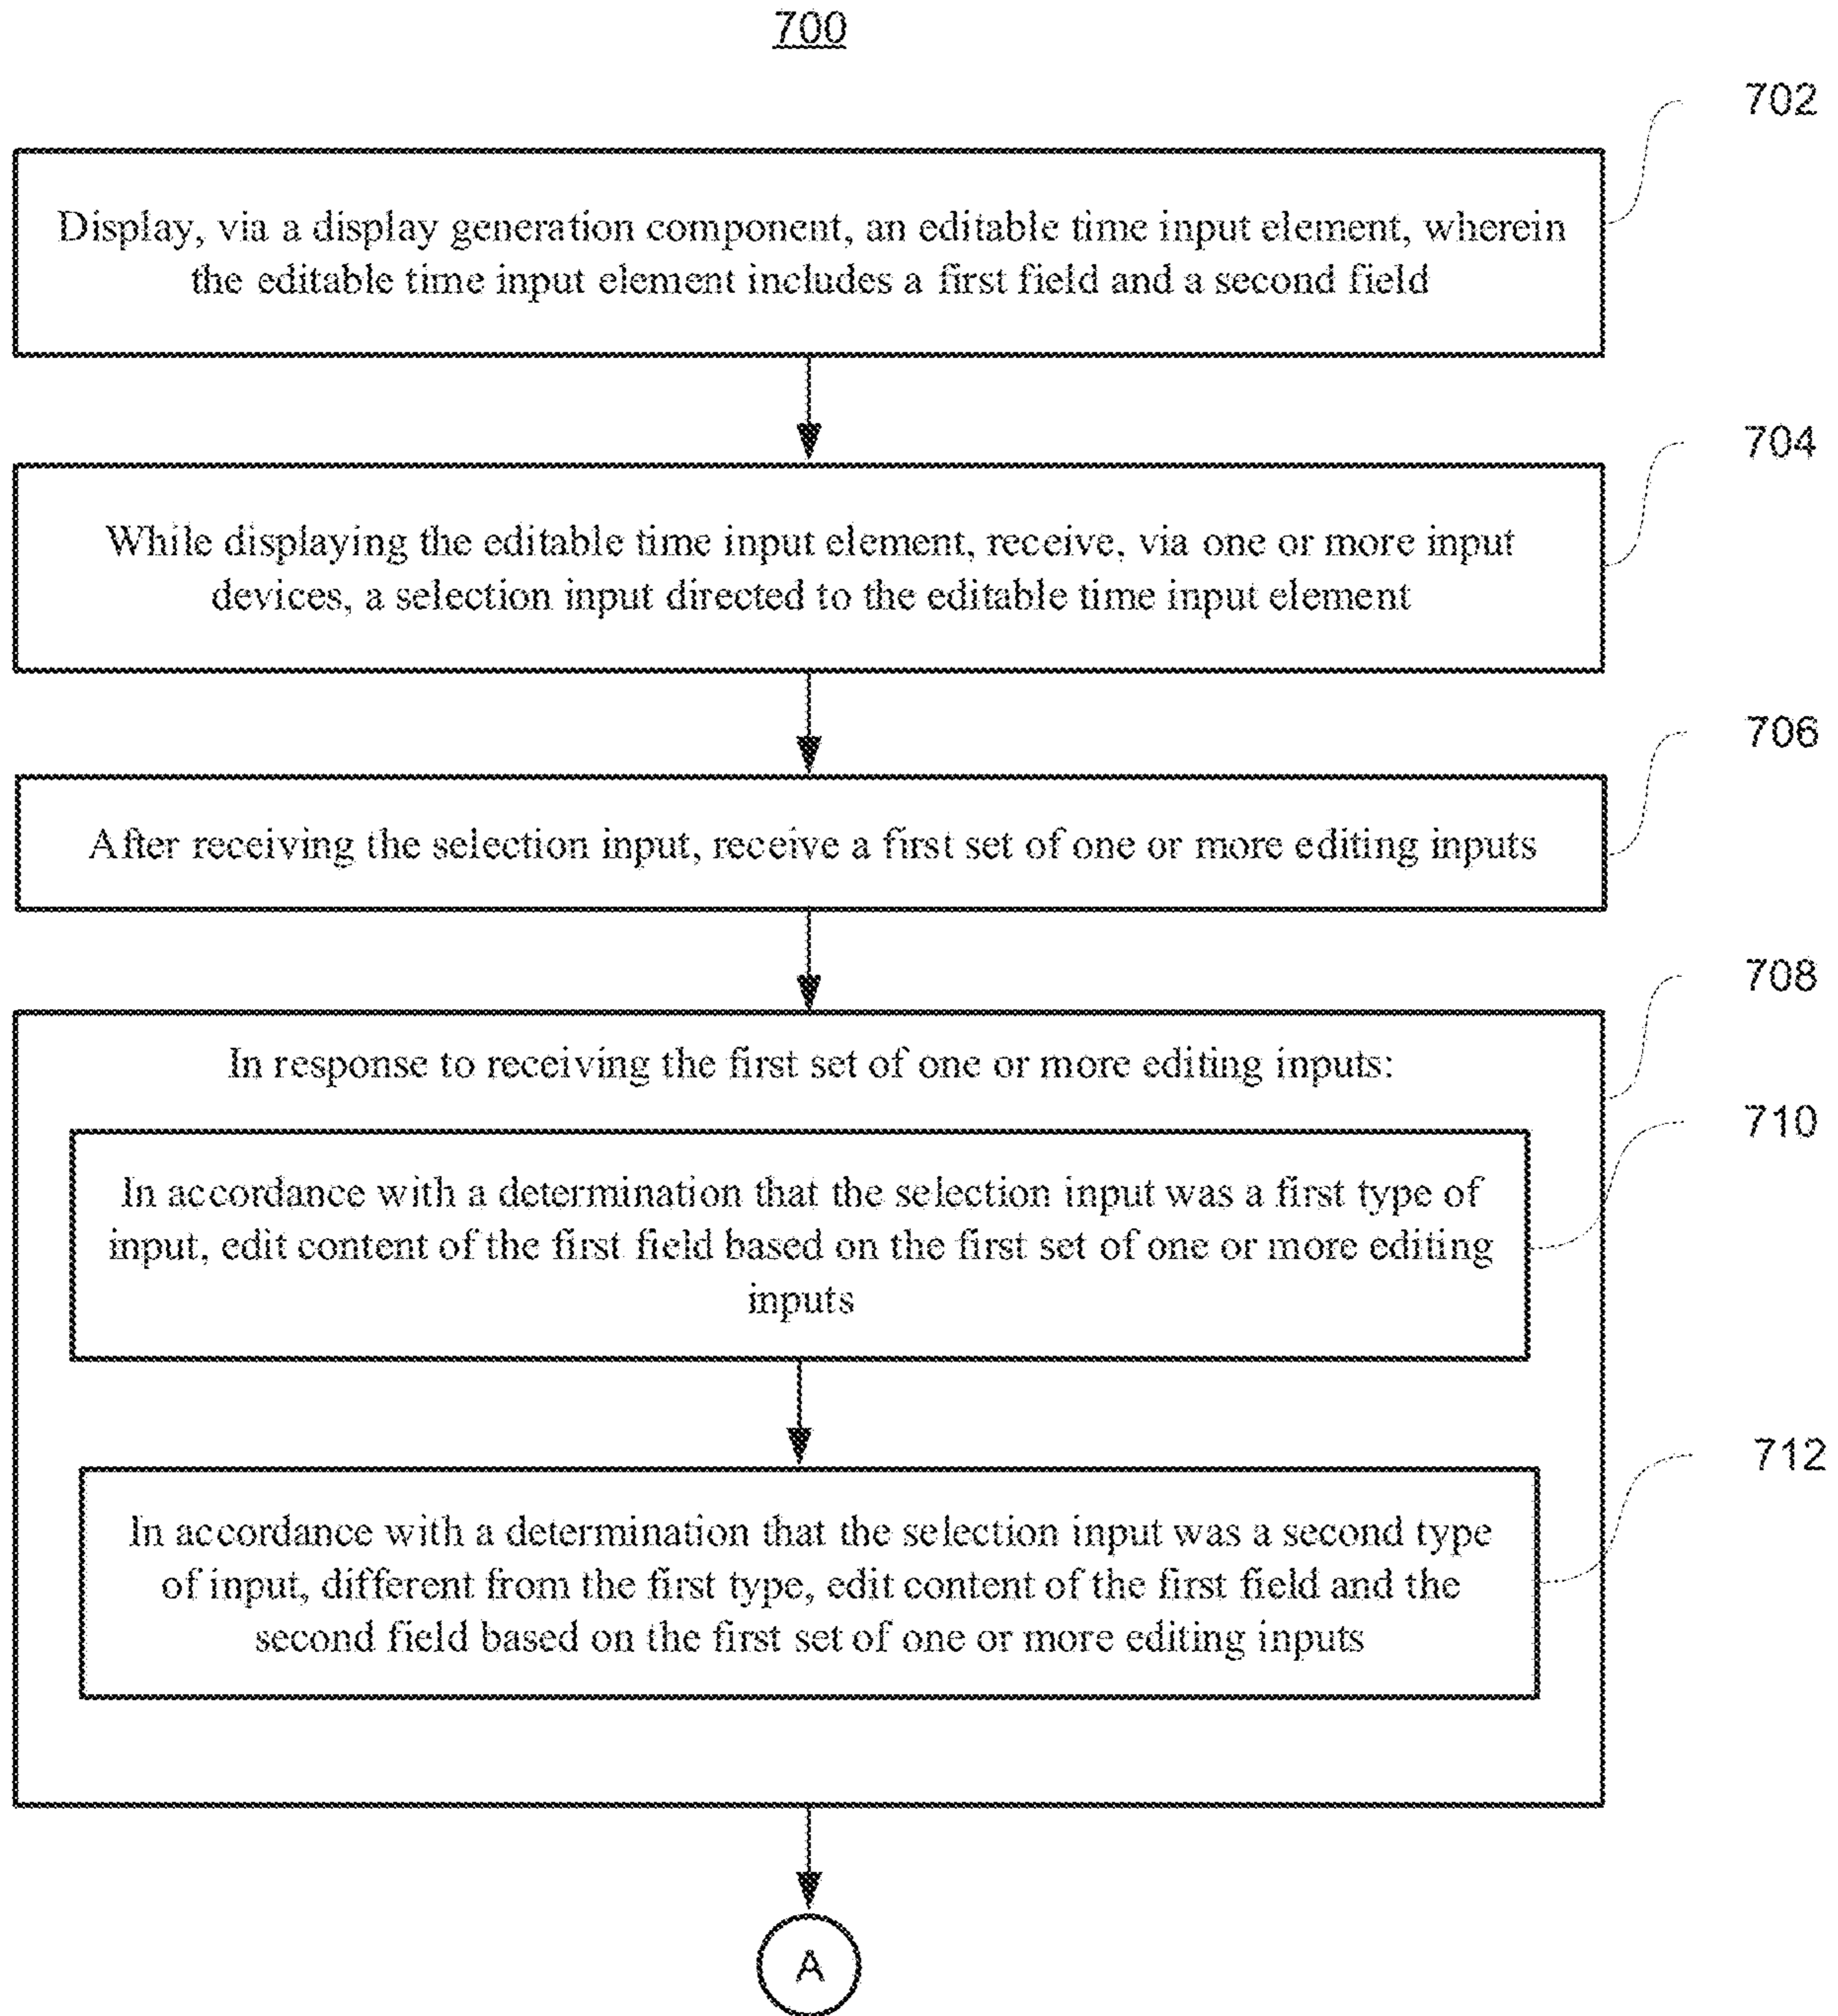 700
702
Display, via a display generation component, an editable time input element, wherein
the editable time input element includes a first field and a second field
704
While displaying the editable time input element, receive, via one or more input
devices, a selection input directed to the editable time input element
706
After receiving the selection input, receive a first set of one or more editing inputs
708
In response to receiving the first set of one or more editing inputs:
710
In accordance with a determination that the selection input was a first type of
input, edit content of the first field based on the first set of one or more editing
inputs
712
In accordance with a determination that the selection input was a second type
of input, different from the first type, edit content of the first field and the
second field based on the first set of one or more editing inputs
A